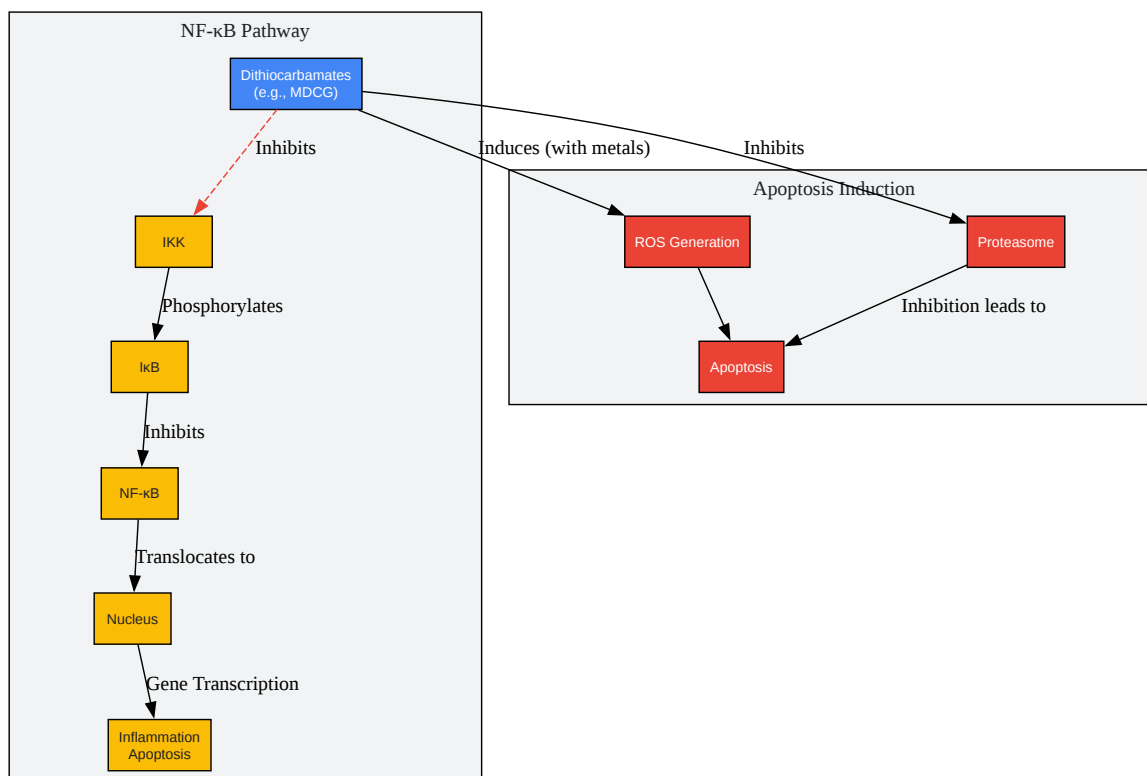 NF-κB Pathway
Dithiocarbamates
(e.g., MDCG)
Inhibits
Induces (with metals)
Inhibits
Apoptosis Induction
IKK
ROS Generation
Proteasome
Phosphorylates
Inhibition leads to
IκB
Apoptosis
Inhibits
NF-κB
Translocates to
Nucleus
Gene Transcription
Inflammation
Apoptosis